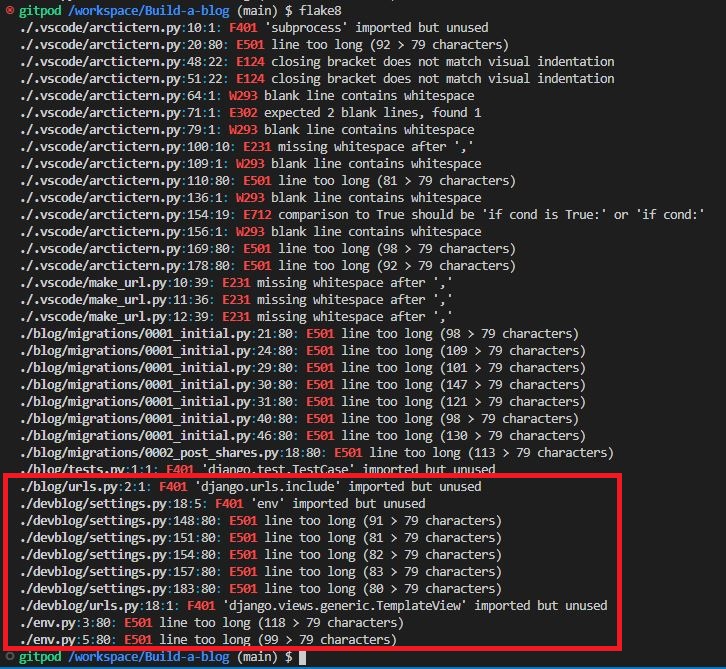 gitpod /workspace/Build-a-blog (main) $ flake8
./.vscode/arctictern.py:10:1: F401 'subprocess' imported but unused
./.vscode/arctictern.py:20:80: E501 line too long (92 > 79 characters)
./.vscode/arctictern.py:48:22: E124 closing bracket does not match visual indentation
./.vscode/arctictern.py:51:22: E124 closing bracket does not match visual indentation
./.vscode/arctictern.py:64:1: W293 blank line contains whitespace
./.vscode/arctictern.py:71:1: E302 expected 2 blank lines, found 1
./.vscode/arctictern.py:79:1: W293 blank line contains whitespace
./.vscode/arctictern.py:100:10: E231 missing whitespace after ','
./.vscode/arctictern.py:109:1: W293 blank line contains whitespace
./.vscode/arctictern.py:110:80: E501 line too long (81 > 79 characters)
./.vscode/arctictern.py:136:1: W293 blank line contains whitespace
./.vscode/arctictern.py:154:19: E712 comparison to True should be 'if cond is True:' or 'if cond:'
./.vscode/arctictern.py:156:1: W293 blank line contains whitespace
./.vscode/arctictern.py:169:80: E501 line too long (98 > 79 characters)
./.vscode/arctictern.py:178:80: E501 line too long (92 > 79 characters)
./.vscode/make_url.py:10:39: E231 missing whitespace after ','
./.vscode/make_url.py:11:36: E231 missing whitespace after ','
./.vscode/make_url.py:12:39: E231 missing whitespace after ','
./blog/migrations/0001_initial.py:21:80: E501 line too long (98 > 79 characters)
./blog/migrations/0001_initial.py:24:80: E501 line too long (109 > 79 characters)
./blog/migrations/0001_initial.py:29:80: E501 line too long (101 > 79 characters)
./blog/migrations/0001_initial.py:30:80: E501 line too long (147 > 79 characters)
./blog/migrations/0001_initial.py:31:80: E501 line too long (121 > 79 characters)
./blog/migrations/0001_initial.py:40:80: E501 line too long (98 > 79 characters)
./blog/migrations/0001_initial.py:46:80: E501 line too long (130 > 79 characters)
./blog/migrations/0002_post_shares.py:18:80: E501 line too long (113 > 79 characters)
./blog/tests.py:1:1: F401 'django.test.TestCase' imported but unused
./blog/urls.py:2:1: F401 'django.urls.include' imported but unused
./devblog/settings.py:18:5: F401 'env' imported but unused
./devblog/settings.py:148:80: E501 line too long (91 > 79 characters)
./devblog/settings.py:151:80: E501 line too long (81 > 79 characters)
./devblog/settings.py:154:80: E501 line too long (82 > 79 characters)
./devblog/settings.py:157:80: E501 line too long (83 > 79 characters)
./devblog/settings.py:183:80: E501 line too long (80 > 79 characters)
./devblog/urls.py:18:1: F401 'django.views.generic.TemplateView' imported but unused
./env.py:3:80: E501 line too long (118 > 79 characters)
./env.py:5:80: E501 line too long (99 > 79 characters)
gitpod /workspace/Build-a-blog (main) $